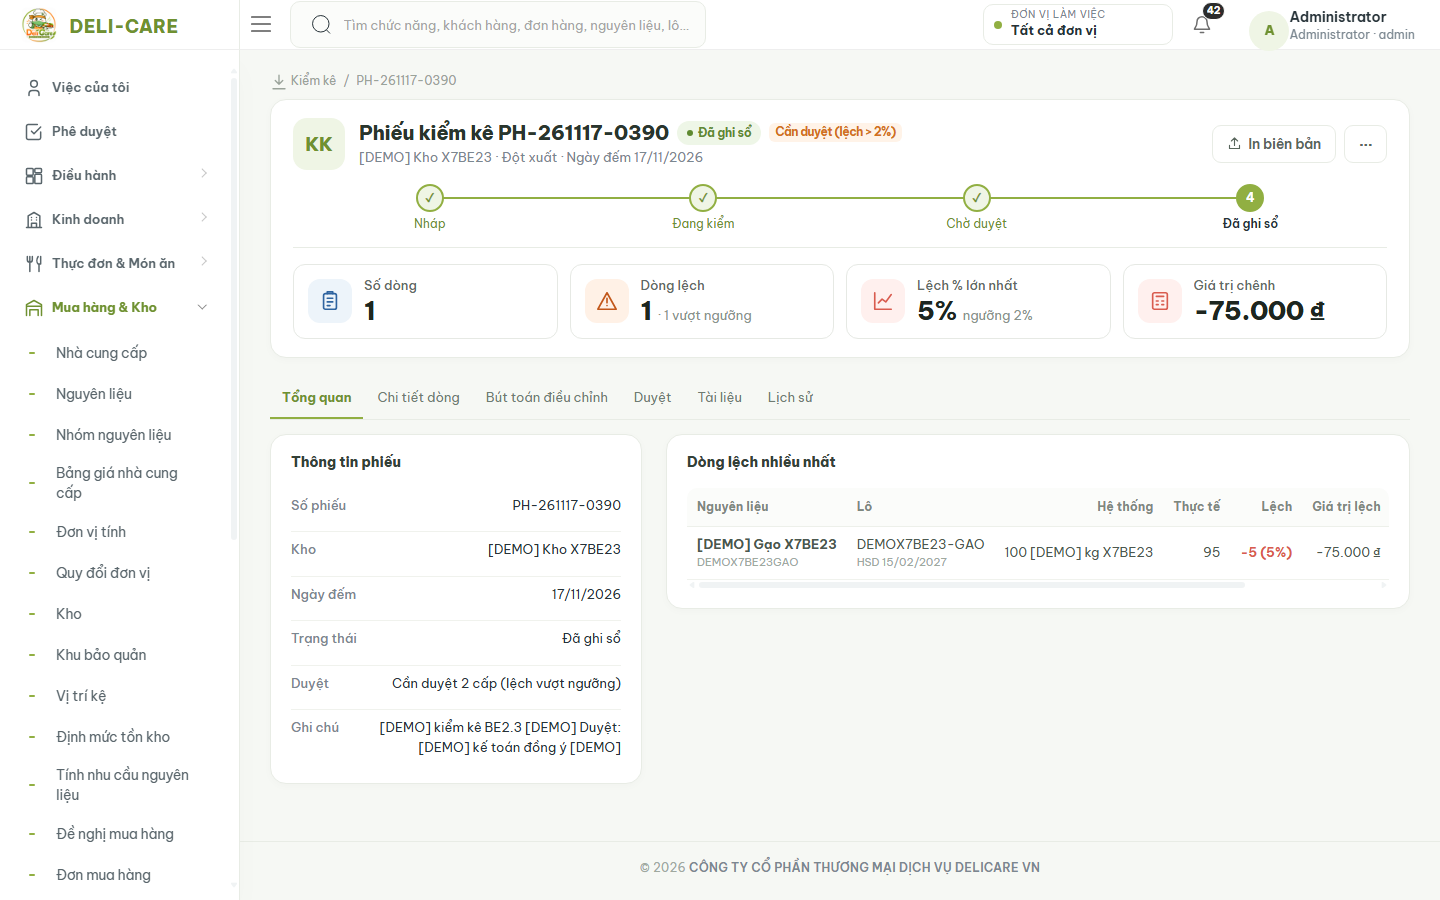 DELI-CARE
Tìm chức năng, khách hàng, đơn hàng, nguyên liệu, lô...
ĐƠN VỊ LÀM VIỆC
Tất cả đơn vị
42
A
Administrator
Administrator · admin
Việc của tôi
Phê duyệt
Điều hành
Kinh doanh
Thực đơn & Món ăn
Mua hàng & Kho
Nhà cung cấp
Nguyên liệu
Nhóm nguyên liệu
Bảng giá nhà cung
cấp
Đơn vị tính
Quy đổi đơn vị
Kho
Khu bảo quản
Vị trí kệ
Định mức tồn kho
Tính nhu cầu nguyên
liệu
Đề nghị mua hàng
Đơn mua hàng
Kiểm kê / PH-261117-0390
KK
Phiếu kiểm kê PH-261117-0390
Đã ghi sổ
Cần duyệt (lệch > 2%)
[DEMO] Kho X7BE23 · Đột xuất · Ngày đếm 17/11/2026
In biên bản
...
Nháp
Đang kiểm
Chờ duyệt
4
Đã ghi sổ
Số dòng
1
Dòng lệch
1 · 1 vượt ngưỡng
Lệch % lớn nhất
5% ngưỡng 2%
Giá trị chênh
-75.000 ₫
Tổng quan
Chi tiết dòng
Bút toán điều chỉnh
Duyệt
Tài liệu
Lịch sử
Thông tin phiếu
Số phiếu PH-261117-0390
Kho [DEMO] Kho X7BE23
Ngày đếm 17/11/2026
Trạng thái Đã ghi sổ
Duyệt Cần duyệt 2 cấp (lệch vượt ngưỡng)
Ghi chú [DEMO] kiểm kê BE2.3 [DEMO] Duyệt:
[DEMO] kế toán đồng ý [DEMO]
Dòng lệch nhiều nhất
Nguyên liệu Lô Hệ thống Thực tế Lệch Giá trị lệch
[DEMO] Gạo X7BE23 DEMOX7BE23-GAO 100 [DEMO] kg X7BE23 95 -5 (5%) -75.000 ₫
DEMOX7BE23GAO HSD 15/02/2027
© 2026 CÔNG TY CỔ PHẦN THƯƠNG MẠI DỊCH VỤ DELICARE VN